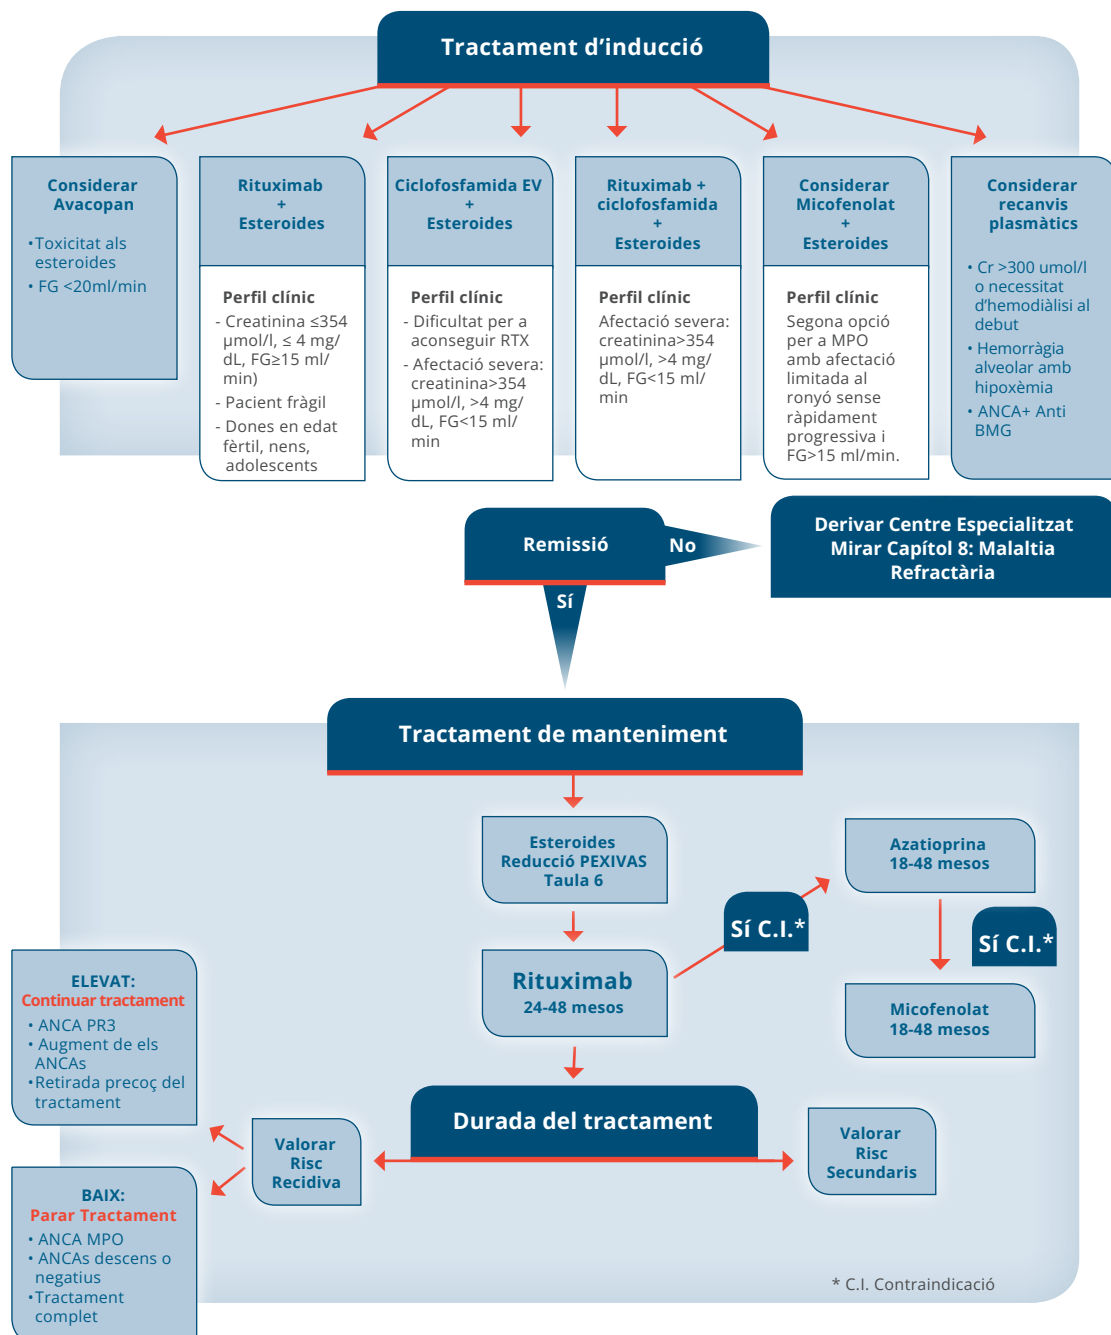 Tractament d’inducció
Considerar
Avacopan
•Toxicitat als
esteroides
• FG <20ml/min
Rituximab
+
Esteroides
Perfil clínic
- Creatinina ≤354
µmol/l, ≤ 4 mg/
dL, FG≥15 ml/
min)
- Pacient fràgil
- Dones en edat
fèrtil, nens,
adolescents
Ciclofosfamida EV
+
Esteroides
Perfil clínic
- Dificultat per a
aconseguir RTX
- Afectació severa:
creatinina>354
µmol/l, >4 mg/
dL, FG<15 ml/
min
Rituximab +
ciclofosfamida
+
Esteroides
Perfil clínic
Afectació severa:
creatinina>354
µmol/l, >4 mg/
dL, FG<15 ml/
min
Considerar
Micofenolat
+
Esteroides
Perfil clínic
Segona opció
per a MPO
amb afectació
limitada al
ronyó sense
ràpidament
progressiva i
FG>15 ml/min.
Considerar
recanvis
plasmàtics
• Cr >300 umol/l
o necessitat
d’hemodiàlisi al
debut
• Hemorràgia
alveolar amb
hipoxèmia
• ANCA+ Anti
BMG
Remissió
No
Derivar Centre Especialitzat
Mirar Capítol 8: Malaltia
Refractària
Sí
Tractament de manteniment
Esteroides
Reducció PEXIVAS
Taula 6
Azatioprina
18-48 mesos
Sí C.I.*
Sí C.I.*
Rituximab
24-48 mesos
Micofenolat
18-48 mesos
ELEVAT:
Continuar tractament
• ANCA PR3
• Augment de els
ANCAs
•Retirada precoç del
tractament
Durada del tractament
Valorar
Risc
Recidiva
Valorar
Risc
Secundaris
BAIX:
Parar Tractament
• ANCA MPO
• ANCAs descens o
negatius
•Tractament
complet
* C.I. Contraindicació